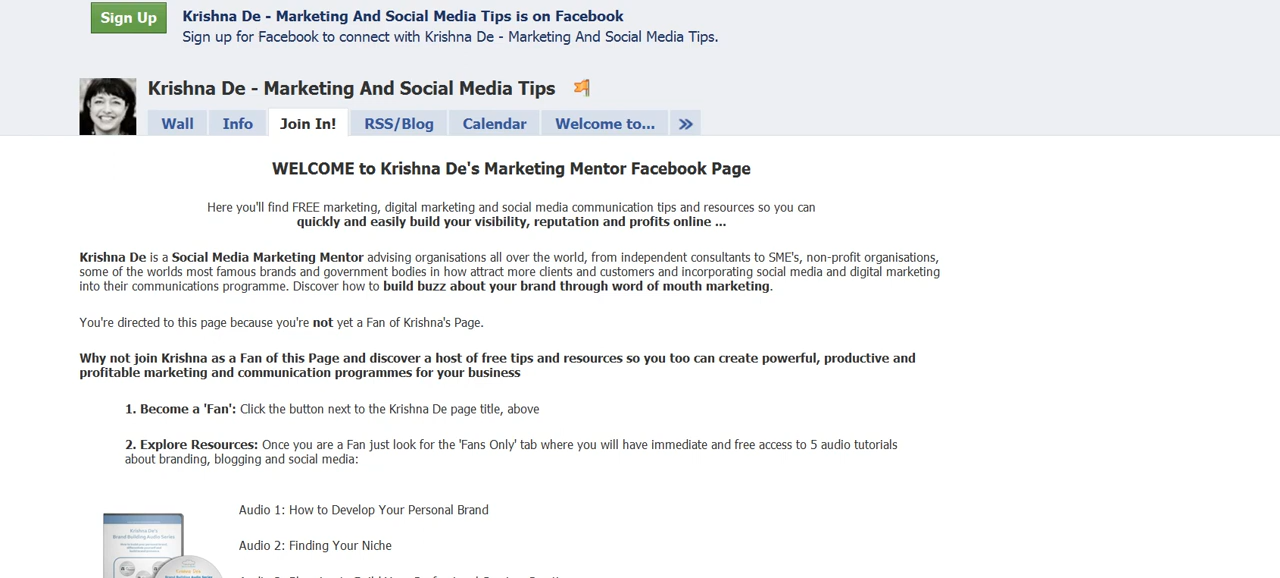 Sign Up
Krishna De - Marketing And Social Media Tips is on Facebook
Sign up for Facebook to connect with Krishna De - Marketing And Social Media Tips.
Krishna De - Marketing And Social Media Tips
Wall Info Join In! RSS/Blog Calendar Welcome to... »
WELCOME to Krishna De's Marketing Mentor Facebook Page
Here you'll find FREE marketing, digital marketing and social media communication tips and resources so you can
quickly and easily build your visibility, reputation and profits online ...
Krishna De is a Social Media Marketing Mentor advising organisations all over the world, from independent consultants to SME's, non-profit organisations,
some of the worlds most famous brands and government bodies in how attract more clients and customers and incorporating social media and digital marketing
into their communications programme. Discover how to build buzz about your brand through word of mouth marketing.
You're directed to this page because you're not yet a Fan of Krishna's Page.
Why not join Krishna as a Fan of this Page and discover a host of free tips and resources so you too can create powerful, productive and
profitable marketing and communication programmes for your business
1. Become a 'Fan': Click the button next to the Krishna De page title, above
2. Explore Resources: Once you are a Fan just look for the 'Fans Only' tab where you will have immediate and free access to 5 audio tutorials
about branding, blogging and social media:
Audio 1: How to Develop Your Personal Brand
Krishna De's
Brand Building Audio Series
Audio 2: Finding Your Niche